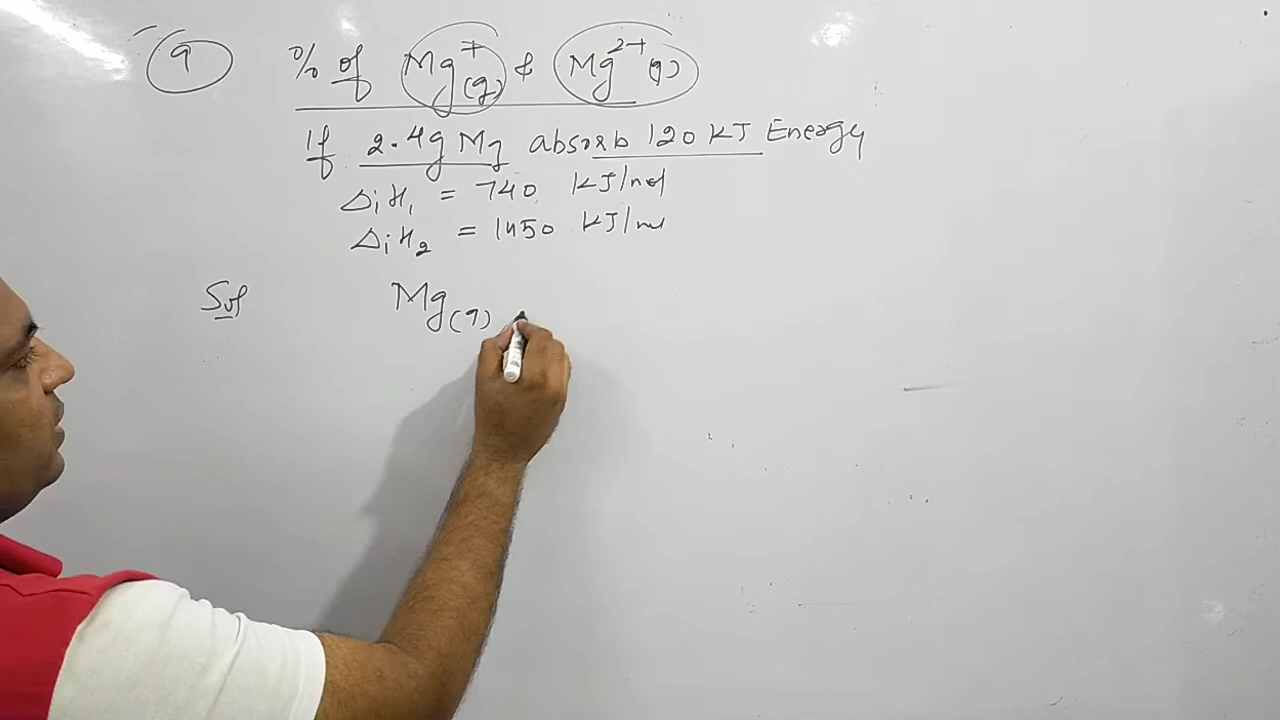 9 % of Mg⁺(g) & Mg²⁺(g)
If 2.4g Mg absorb 120 KJ Energy
ΔiH₁ = 740 KJ/mol
ΔiH₂ = 1450 KJ/mol
Sol Mg(g)